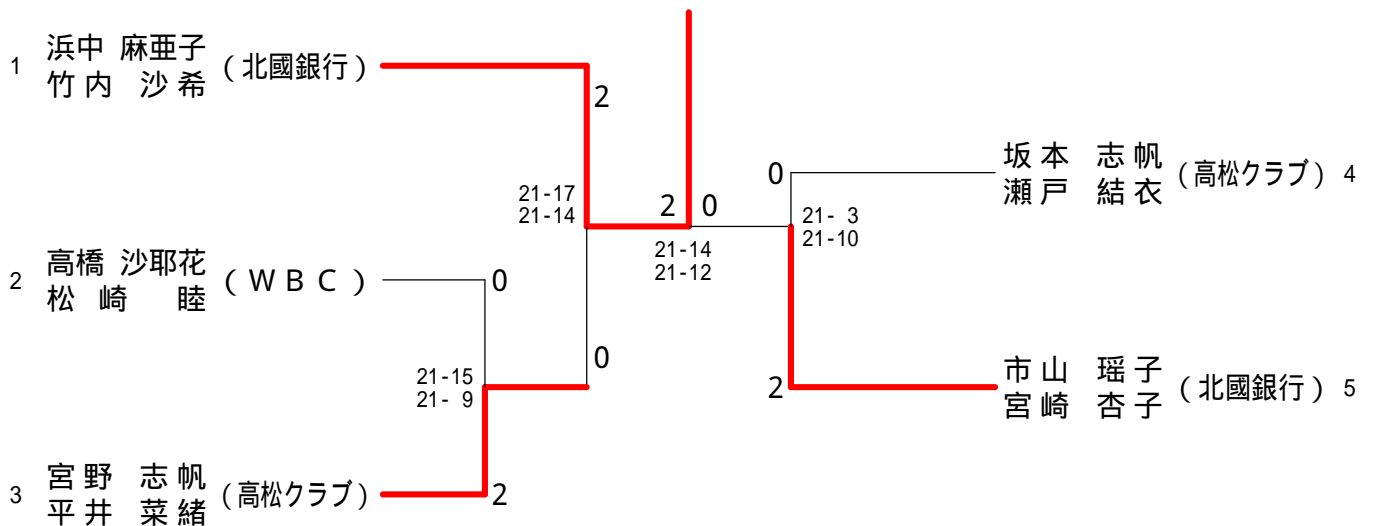 1 浜中 麻亜子 (北國銀行)
竹内 沙希
2
21-17
21-14
2 0
21-14
21-12
2 高橋 沙耶花 (WBC)
松崎 睦
0
21-15
21- 9
0
3 宮野 志帆 (高松クラブ)
平井 菜緒
2
坂本 志帆 (高松クラブ) 4
瀬戸 結衣
0
21- 3
21-10
市山 瑶子 (北國銀行) 5
宮崎 杏子
2